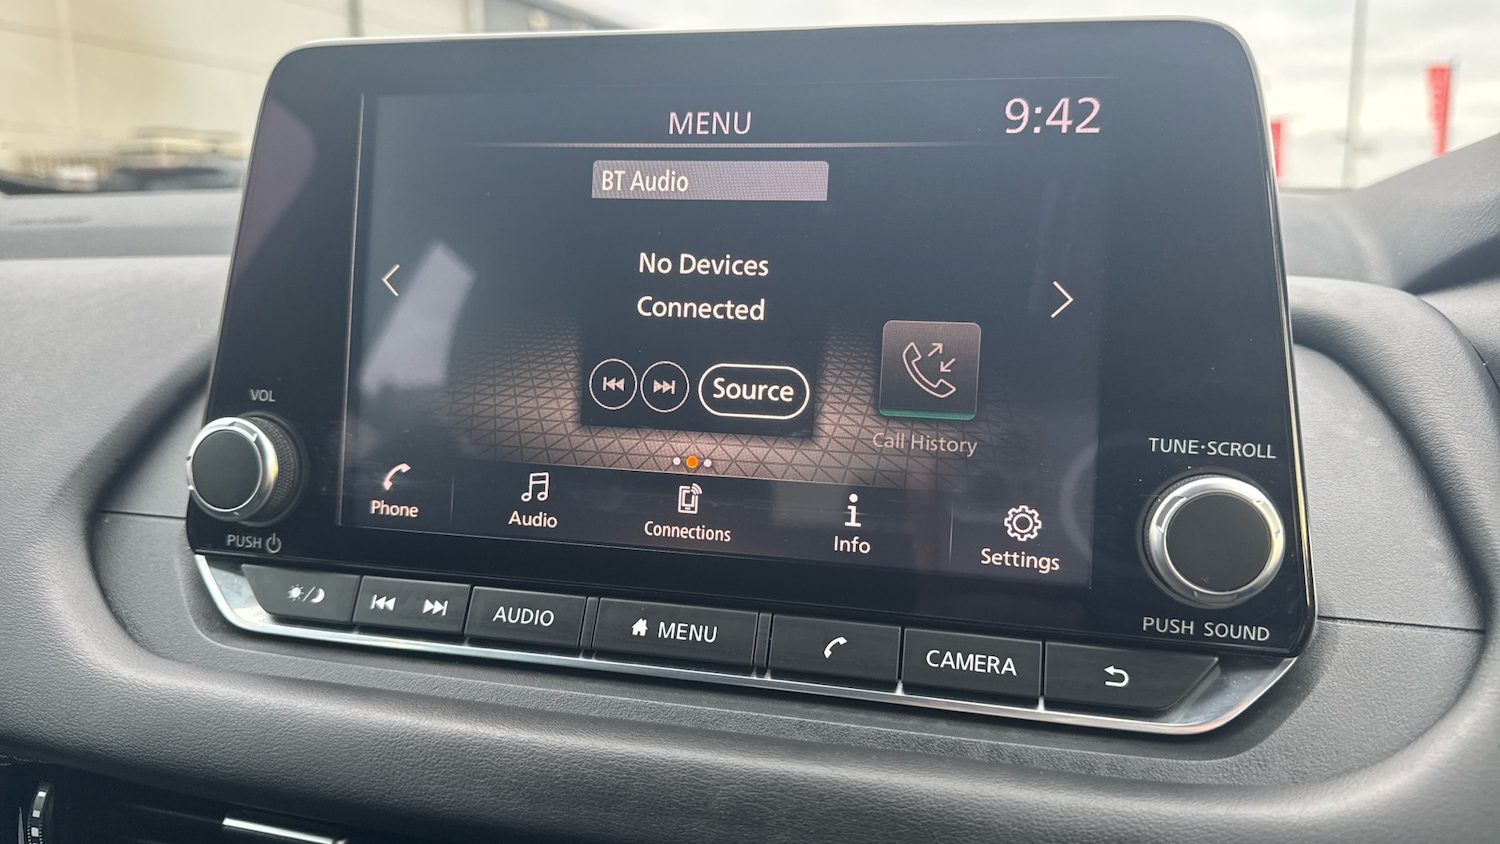 MENU
9:42
BT Audio
No Devices
Connected
Source
Call History
Phone
Audio
Connections
Info
Settings
VOL
PUSH
TUNE·SCROLL
PUSH SOUND
AUDIO
MENU
CAMERA